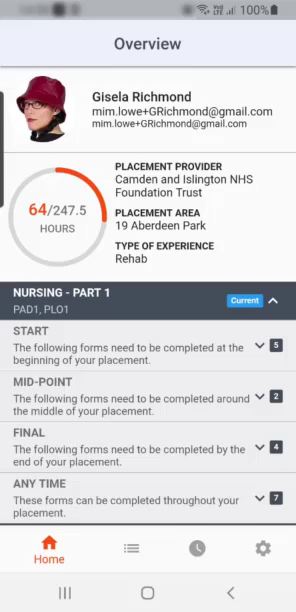 100%
Overview
Gisela Richmond
mim.lowe+GRichmond@gmail.com
mim.lowe+GRichmond@gmail.com
64/247.5
HOURS
PLACEMENT PROVIDER
Camden and Islington NHS
Foundation Trust
PLACEMENT AREA
19 Aberdeen Park
TYPE OF EXPERIENCE
Rehab
NURSING - PART 1
PAD1, PLO1
Current
START
The following forms need to be completed at the
beginning of your placement.
5
MID-POINT
The following forms need to be completed around
the middle of your placement.
2
FINAL
The following forms need to be completed by the
end of your placement.
4
ANY TIME
These forms can be completed throughout your
placement.
7
Home